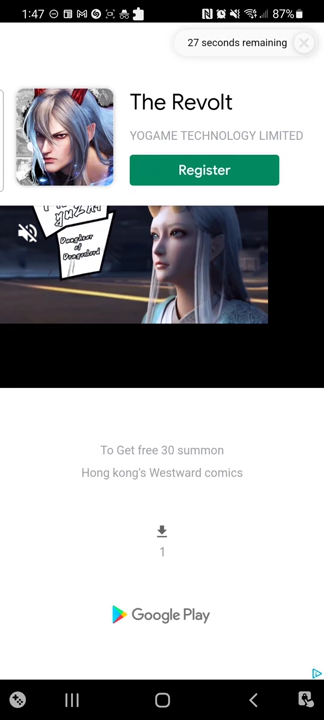 1:47
87%
27 seconds remaining
The Revolt
YOGAME TECHNOLOGY LIMITED
Register
Daughter
of
To Get free 30 summon
Hong kong's Westward comics
1
Google Play